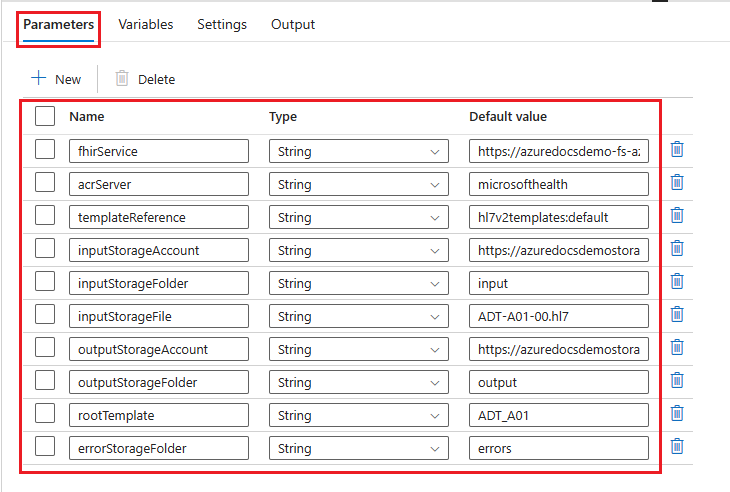 Parameters Variables Settings Output
New Delete
Name Type Default value
fhirService String https://azuredocsdemo-fs-az
acrServer String microsofthealth
templateReference String hl7v2templates:default
inputStorageAccount String https://azuredocsdemostora
inputStorageFolder String input
inputStorageFile String ADT-A01-00.hl7
outputStorageAccount String https://azuredocsdemostora
outputStorageFolder String output
rootTemplate String ADT_A01
errorStorageFolder String errors